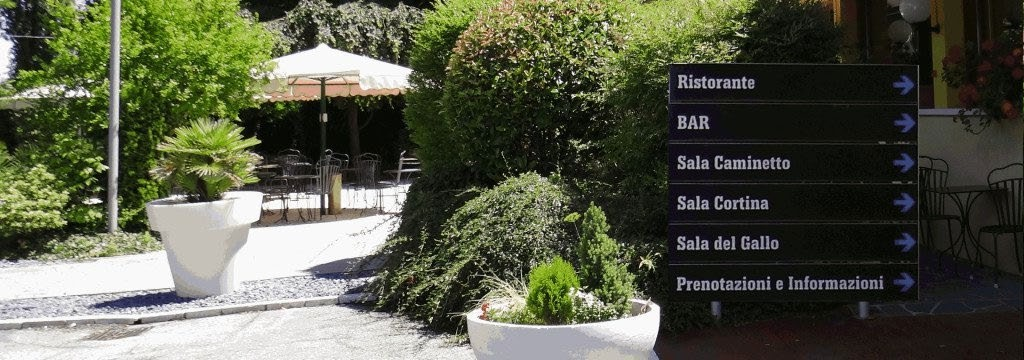 Ristorante
BAR
Sala Caminetto
Sala Cortina
Sala del Gallo
Prenotazioni e Informazioni